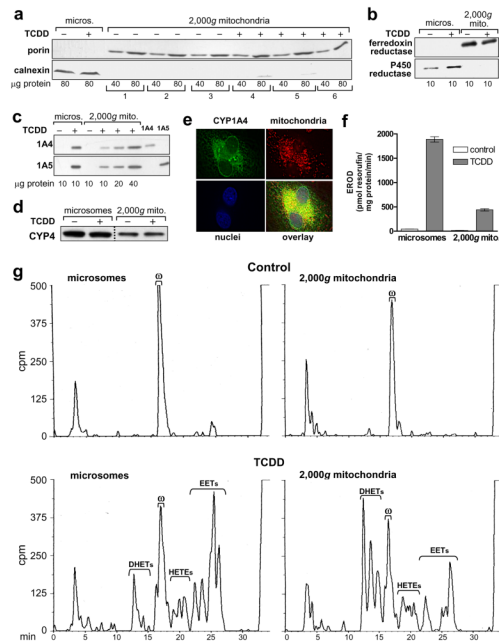 a
micros.
2,000g mitochondria
TCDD – + – – – – – – + + + + + +
porin
calnexin
µg protein 80 80 40 80 40 80 40 80 40 80 40 80 40 80
1 2 3 4 5 6
b
micros. 2,000g mito.
TCDD – + – +
ferredoxin reductase
P450 reductase
10 10 10 10
c
micros. 2,000g mito.
TCDD – + – + + + 1A4 1A5
1A4
1A5
µg protein 10 10 10 10 20 40
d
microsomes 2,000g mito.
TCDD – + – +
CYP4
e
CYP1A4 mitochondria
nuclei overlay
f
EROD
(pmol resorufin/
mg protein/min)
2000
1500
1000
500
0
control
TCDD
microsomes 2,000g mito.
g
Control
microsomes
2,000g mitochondria
cpm
500
375
250
125
0
ω
ω
TCDD
microsomes
2,000g mitochondria
cpm
500
375
250
125
0
DHETs
ω
HETEs
EETs
DHETs
ω
HETEs
EETs
min 0 5 10 15 20 25 30
0 5 10 15 20 25 30